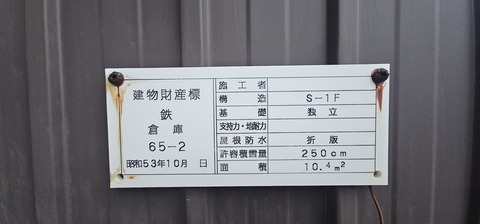 建物財産標
鉄
倉庫
65-2
昭和53年10月 日
施工者
構造 S-1F
基礎 独立
支持力・地耐力
屋根防水 折版
許容積雪量 250cm
面積 10.4m²